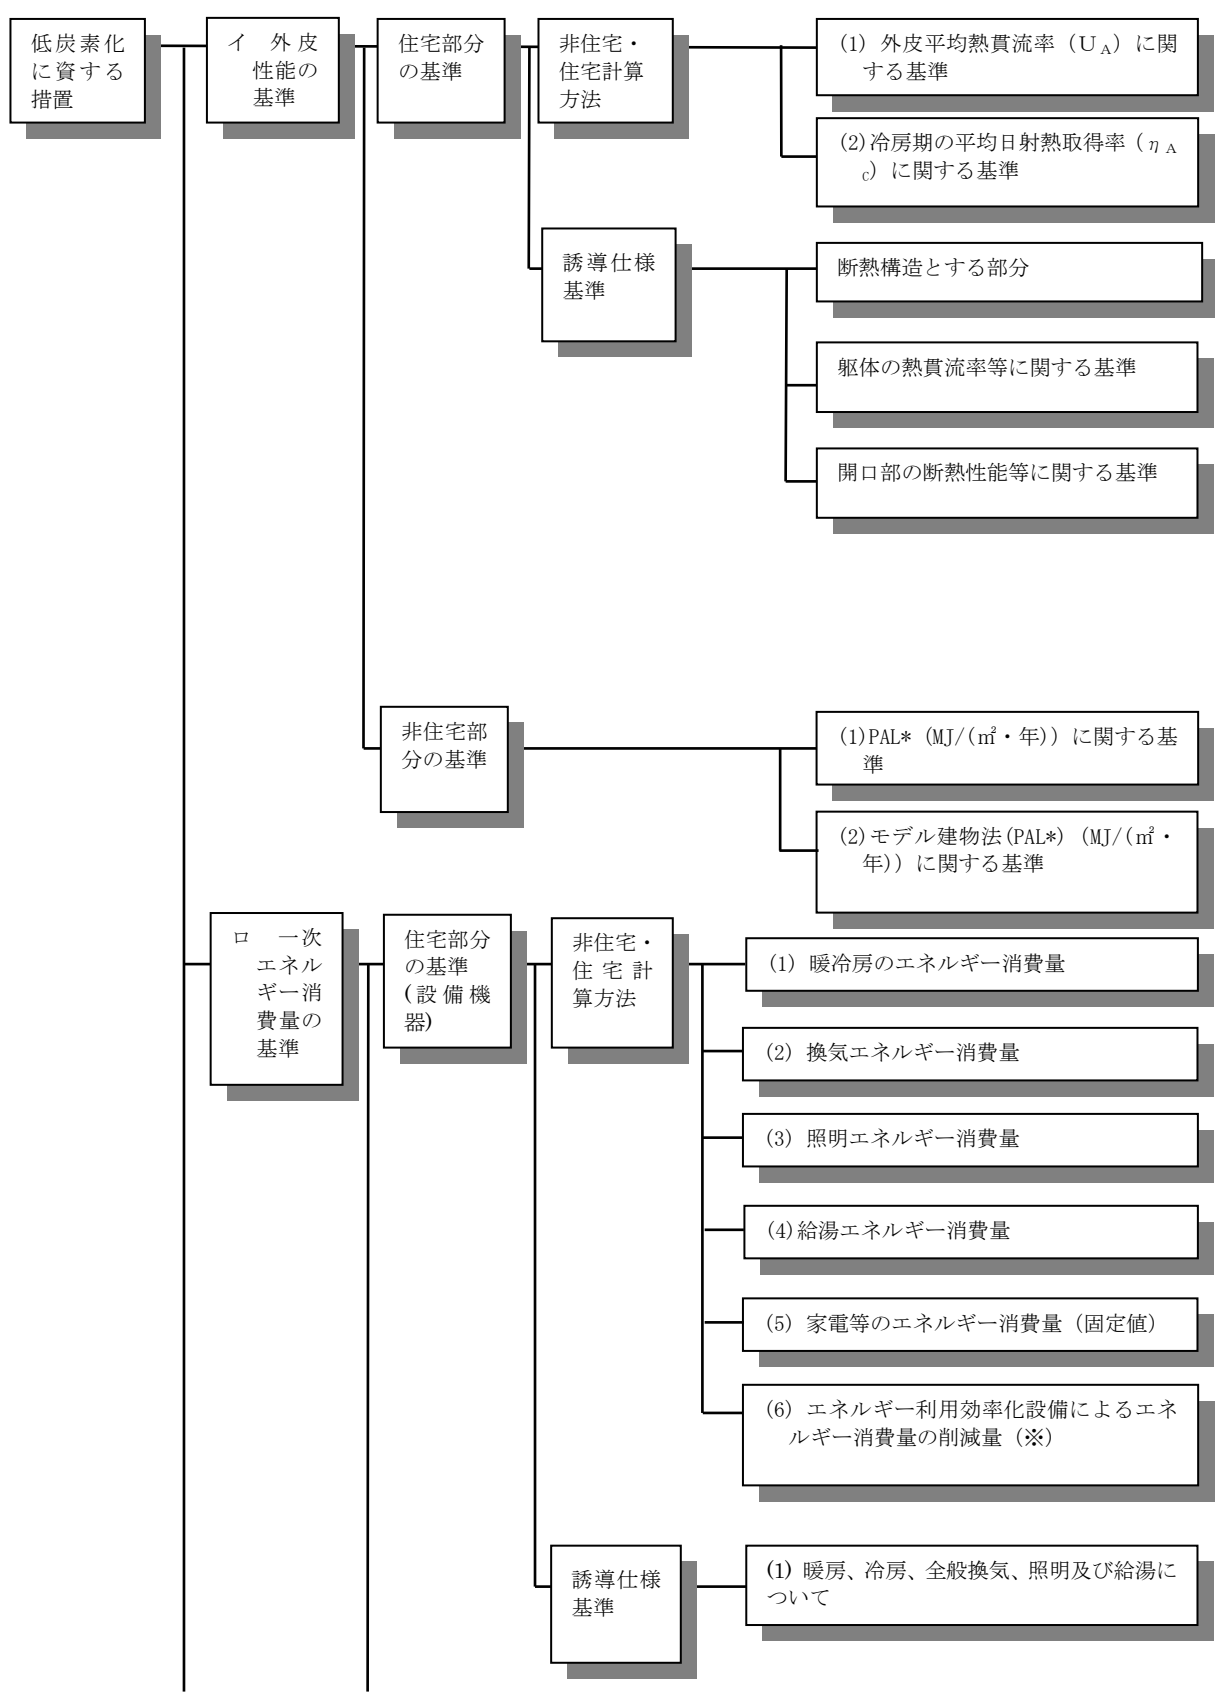 低炭素化
に資する
措置
イ 外皮
性能の
基準
住宅部分
の基準
非住宅・
住宅計算
方法
(1) 外皮平均熱貫流率（UA）に関
する基準
(2)冷房期の平均日射熱取得率（ηA
C）に関する基準
誘導仕様
基準
断熱構造とする部分
躯体の熱貫流率等に関する基準
開口部の断熱性能等に関する基準
非住宅部
分の基準
(1)PAL*（MJ/(㎡・年)）に関する基
準
(2)モデル建物法(PAL*)（MJ/(㎡・
年)）に関する基準
ロ 一次
エネル
ギー消
費量の
基準
住宅部分
の基準
(設備機
器)
非住宅・
住宅計
算方法
(1) 暖冷房のエネルギー消費量
(2) 換気エネルギー消費量
(3) 照明エネルギー消費量
(4)給湯エネルギー消費量
(5) 家電等のエネルギー消費量（固定値）
(6) エネルギー利用効率化設備によるエネ
ルギー消費量の削減量（※）
誘導仕様
基準
(1) 暖房、冷房、全般換気、照明及び給湯に
ついて